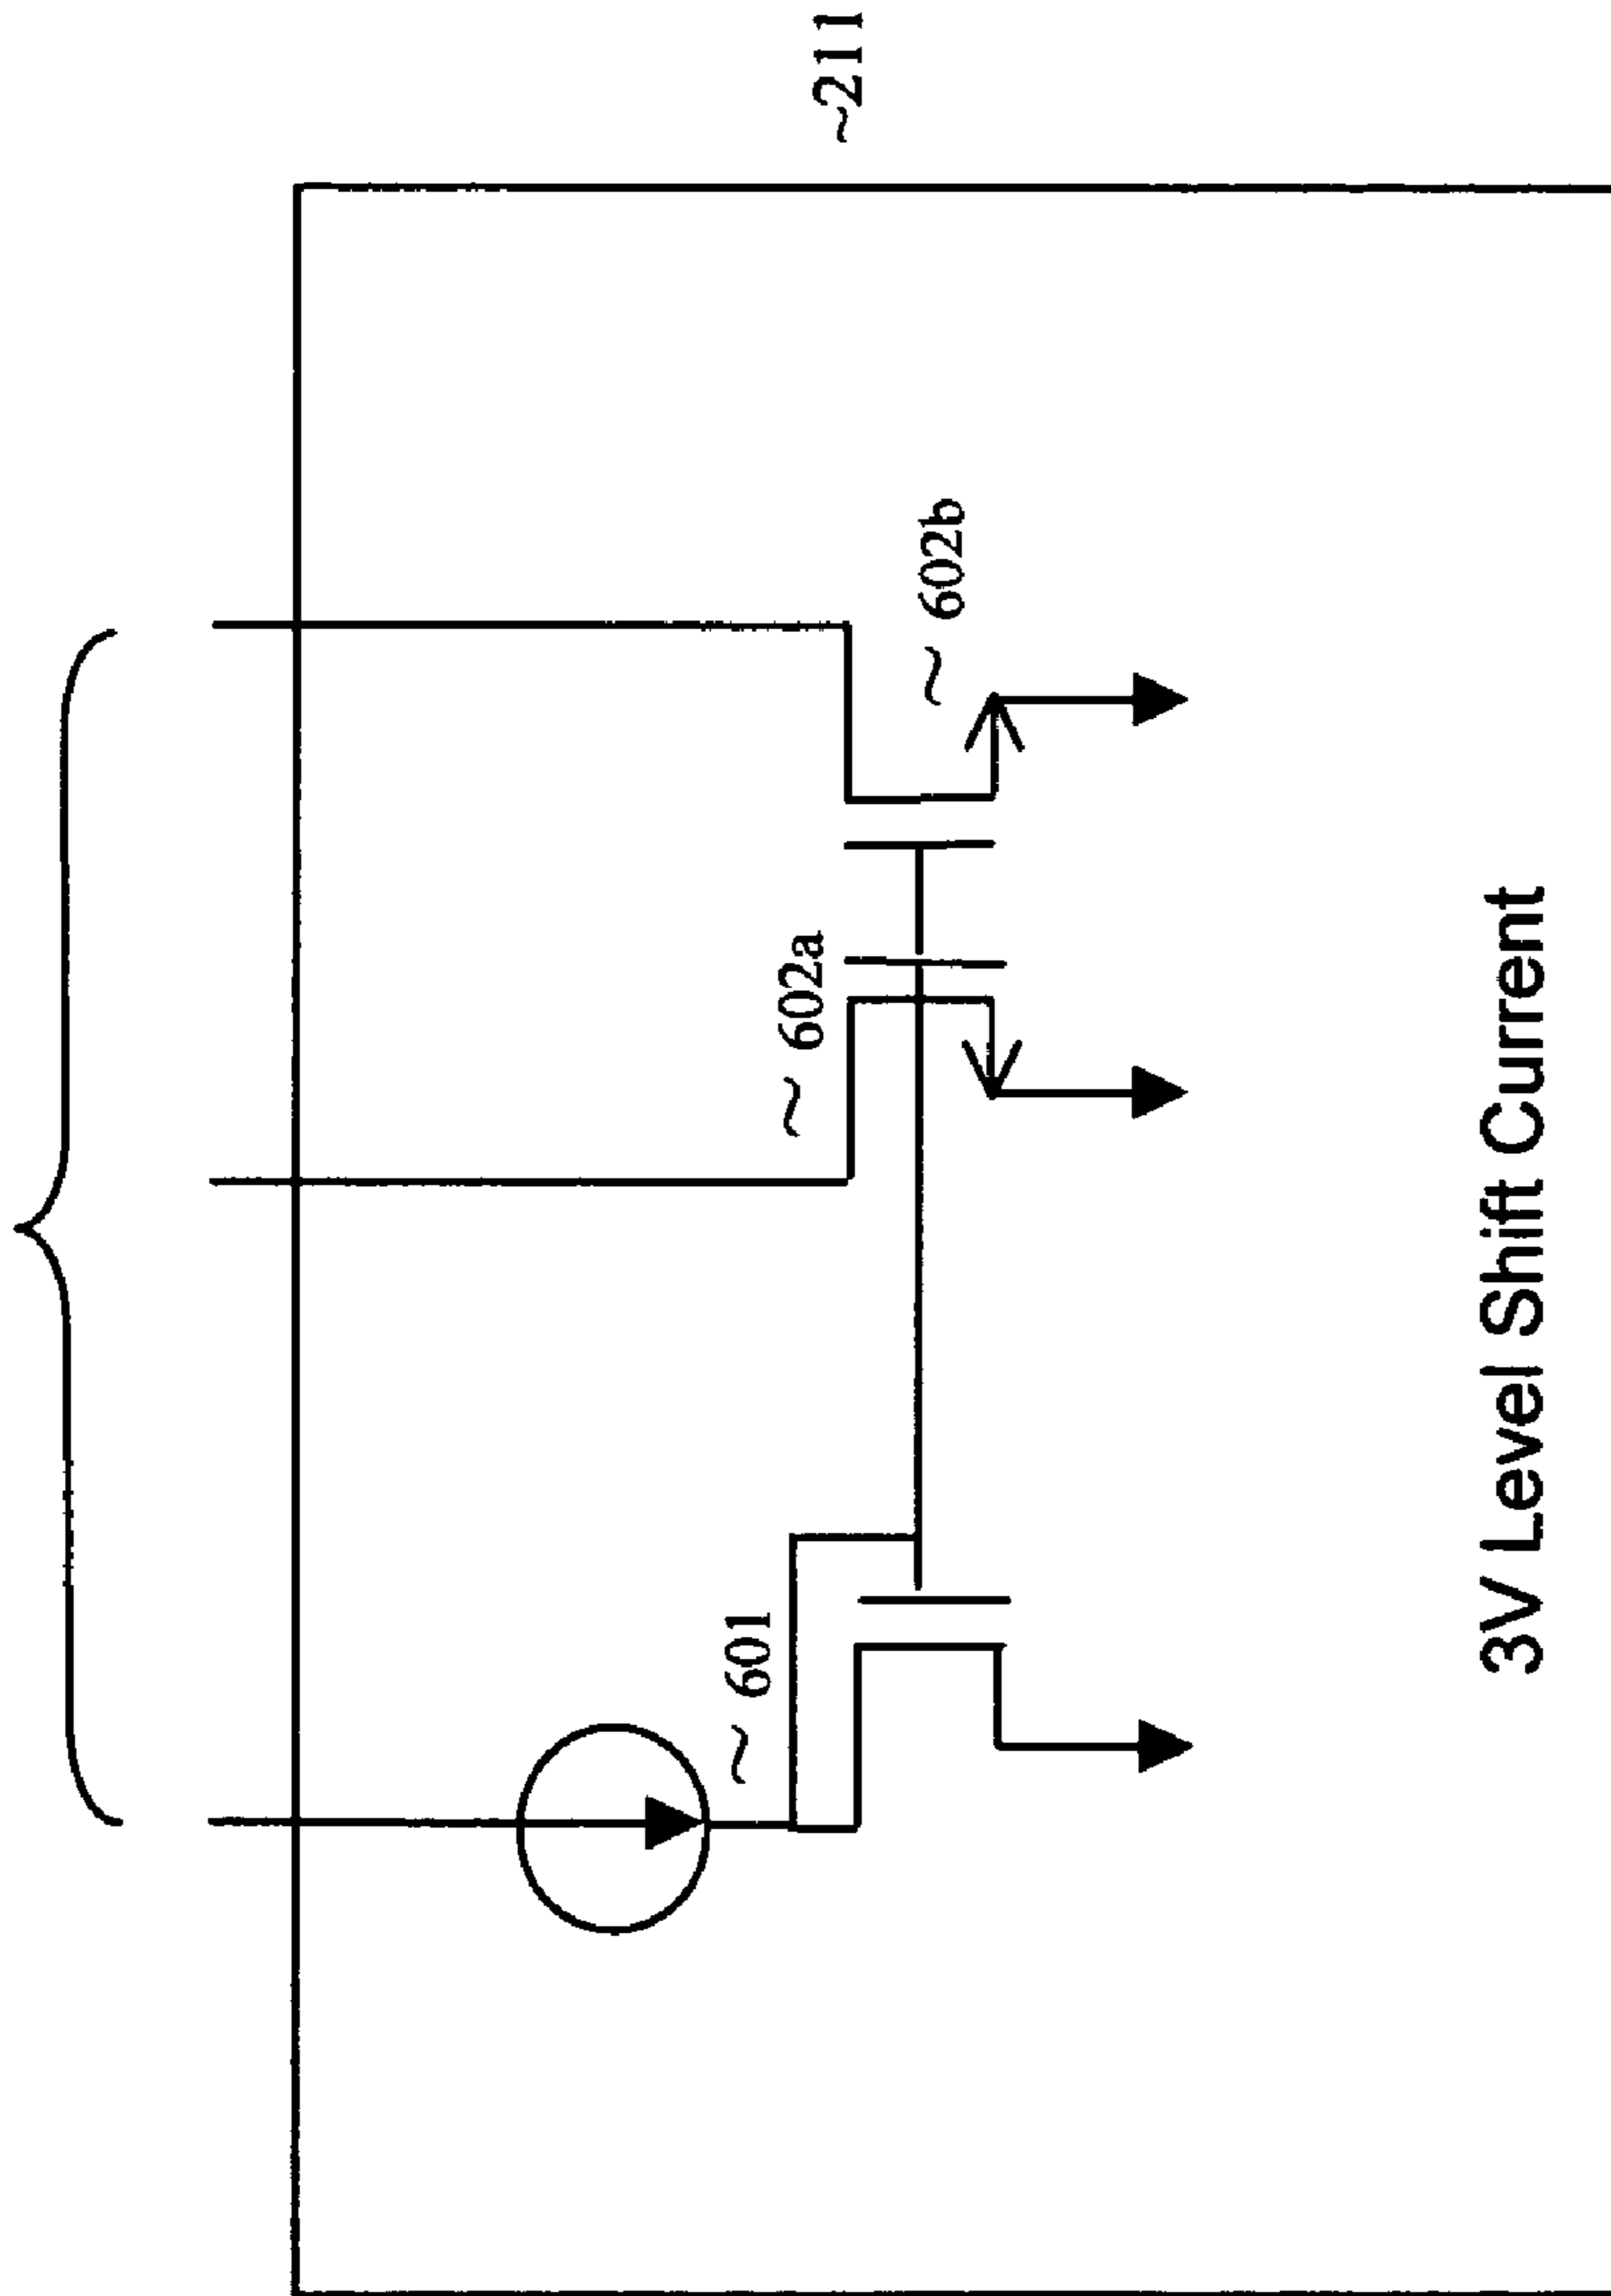 ~211
~ 602b
~ 602a
~ 601
3V Level Shift Current